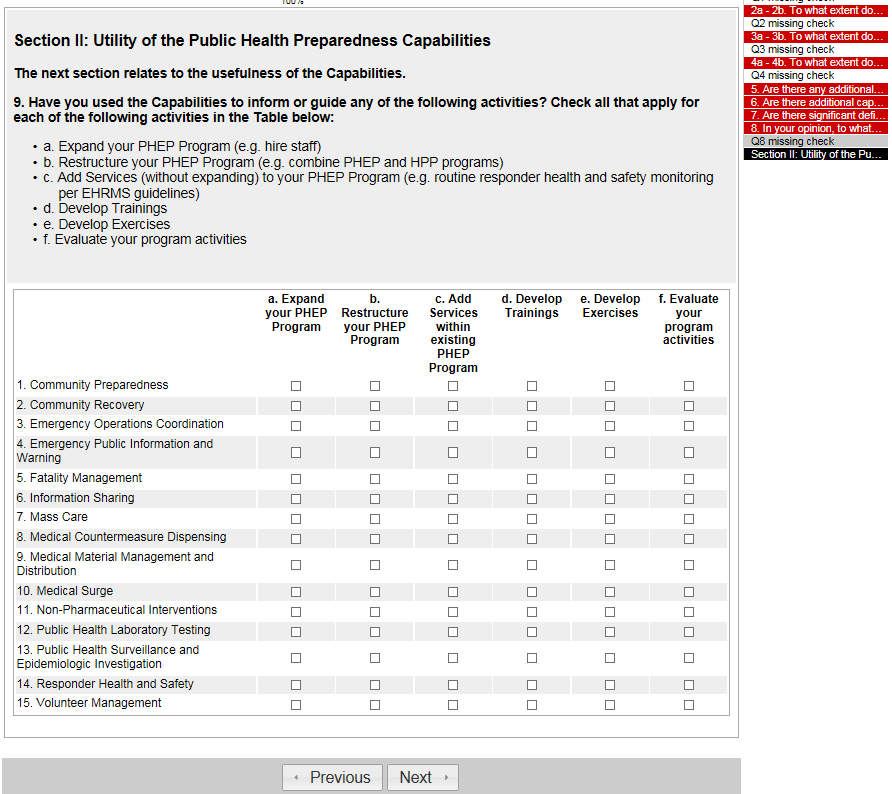 100%
Section II: Utility of the Public Health Preparedness Capabilities
The next section relates to the usefulness of the Capabilities.
9. Have you used the Capabilities to inform or guide any of the following activities? Check all that apply for
each of the following activities in the Table below:
• a. Expand your PHEP Program (e.g. hire staff)
• b. Restructure your PHEP Program (e.g. combine PHEP and HPP programs)
• c. Add Services (without expanding) to your PHEP Program (e.g. routine responder health and safety monitoring
per EHRMS guidelines)
• d. Develop Trainings
• e. Develop Exercises
• f. Evaluate your program activities
a. Expand your PHEP Program
b. Restructure your PHEP Program
c. Add Services within existing PHEP Program
d. Develop Trainings
e. Develop Exercises
f. Evaluate your program activities
1. Community Preparedness
2. Community Recovery
3. Emergency Operations Coordination
4. Emergency Public Information and
Warning
5. Fatality Management
6. Information Sharing
7. Mass Care
8. Medical Countermeasure Dispensing
9. Medical Material Management and
Distribution
10. Medical Surge
11. Non-Pharmaceutical Interventions
12. Public Health Laboratory Testing
13. Public Health Surveillance and
Epidemiologic Investigation
14. Responder Health and Safety
15. Volunteer Management
Previous
Next
missing check
2a - 2b. To what extent do...
Q2 missing check
3a - 3b. To what extent do...
Q3 missing check
4a - 4b. To what extent do...
Q4 missing check
5. Are there any additional...
6. Are there additional cap...
7. Are there significant defi...
8. In your opinion, to what...
Q8 missing check
Section II: Utility of the Pu...